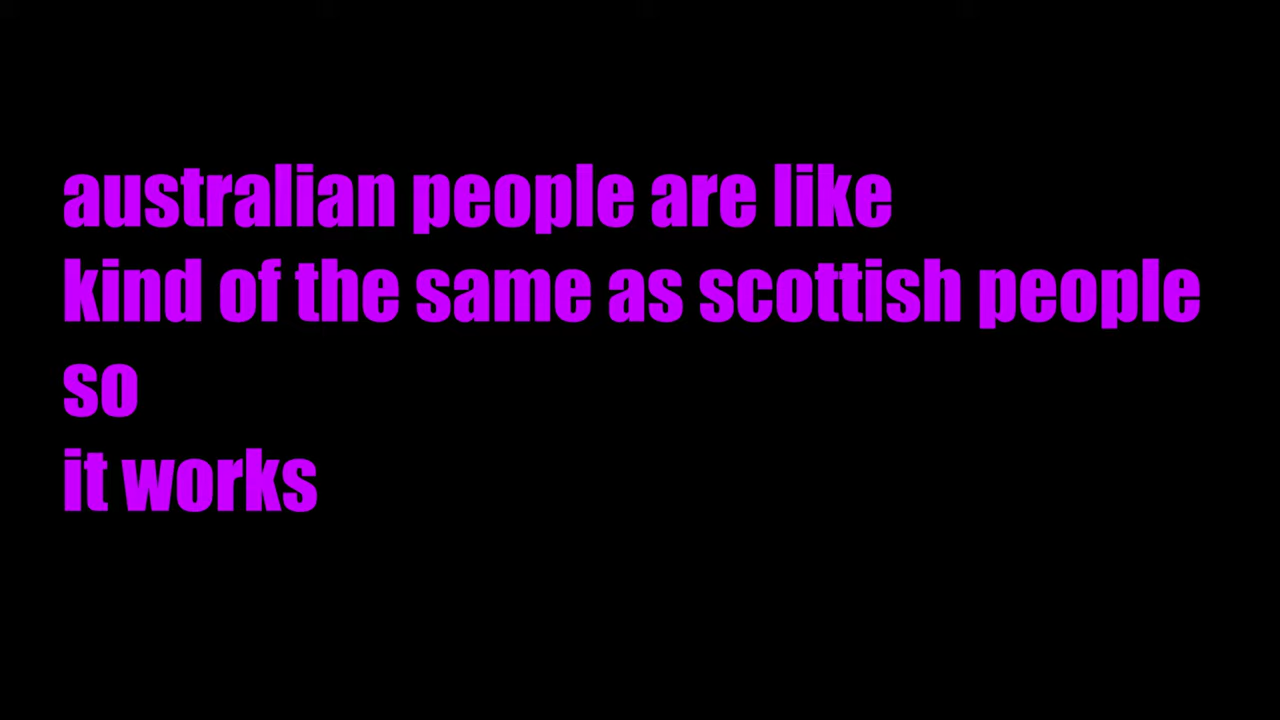 australian people are like
kind of the same as scottish people
so
it works